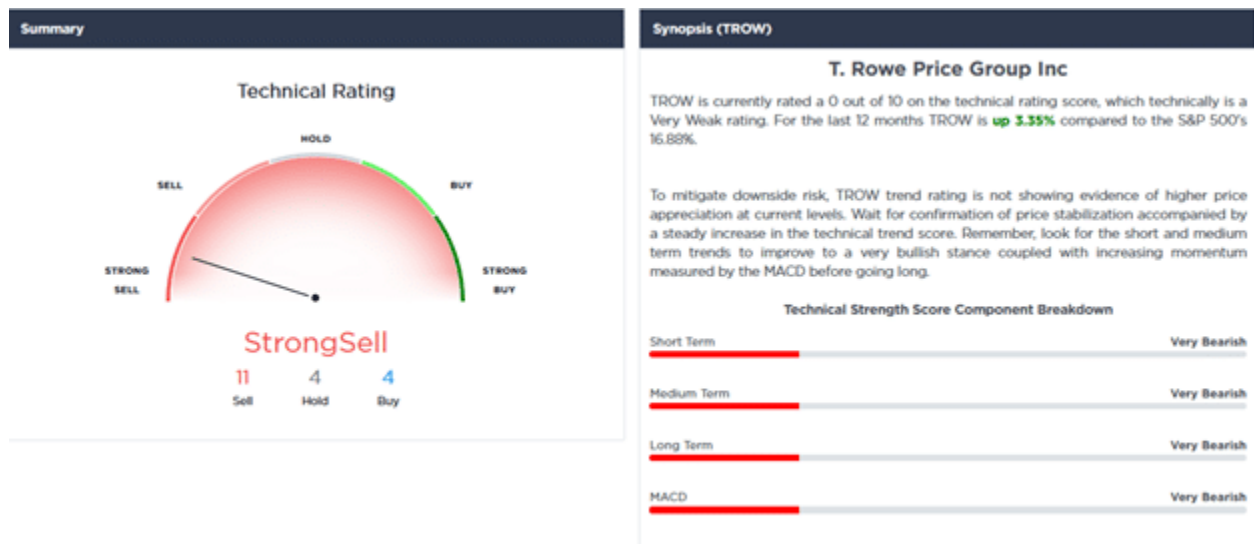 Summary
Technical Rating
HOLD
SELL
BUY
STRONG
SELL
STRONG
BUY
StrongSell
11 4 4
Sell Hold Buy
Synopsis (TROW)
T. Rowe Price Group Inc
TROW is currently rated a 0 out of 10 on the technical rating score, which technically is a
Very Weak rating. For the last 12 months TROW is up 3.35% compared to the S&P 500's
16.88%.
To mitigate downside risk, TROW trend rating is not showing evidence of higher price
appreciation at current levels. Wait for confirmation of price stabilization accompanied by
a steady increase in the technical trend score. Remember, look for the short and medium
term trends to improve to a very bullish stance coupled with increasing momentum
measured by the MACD before going long.
Technical Strength Score Component Breakdown
Short Term Very Bearish
Medium Term Very Bearish
Long Term Very Bearish
MACD Very Bearish